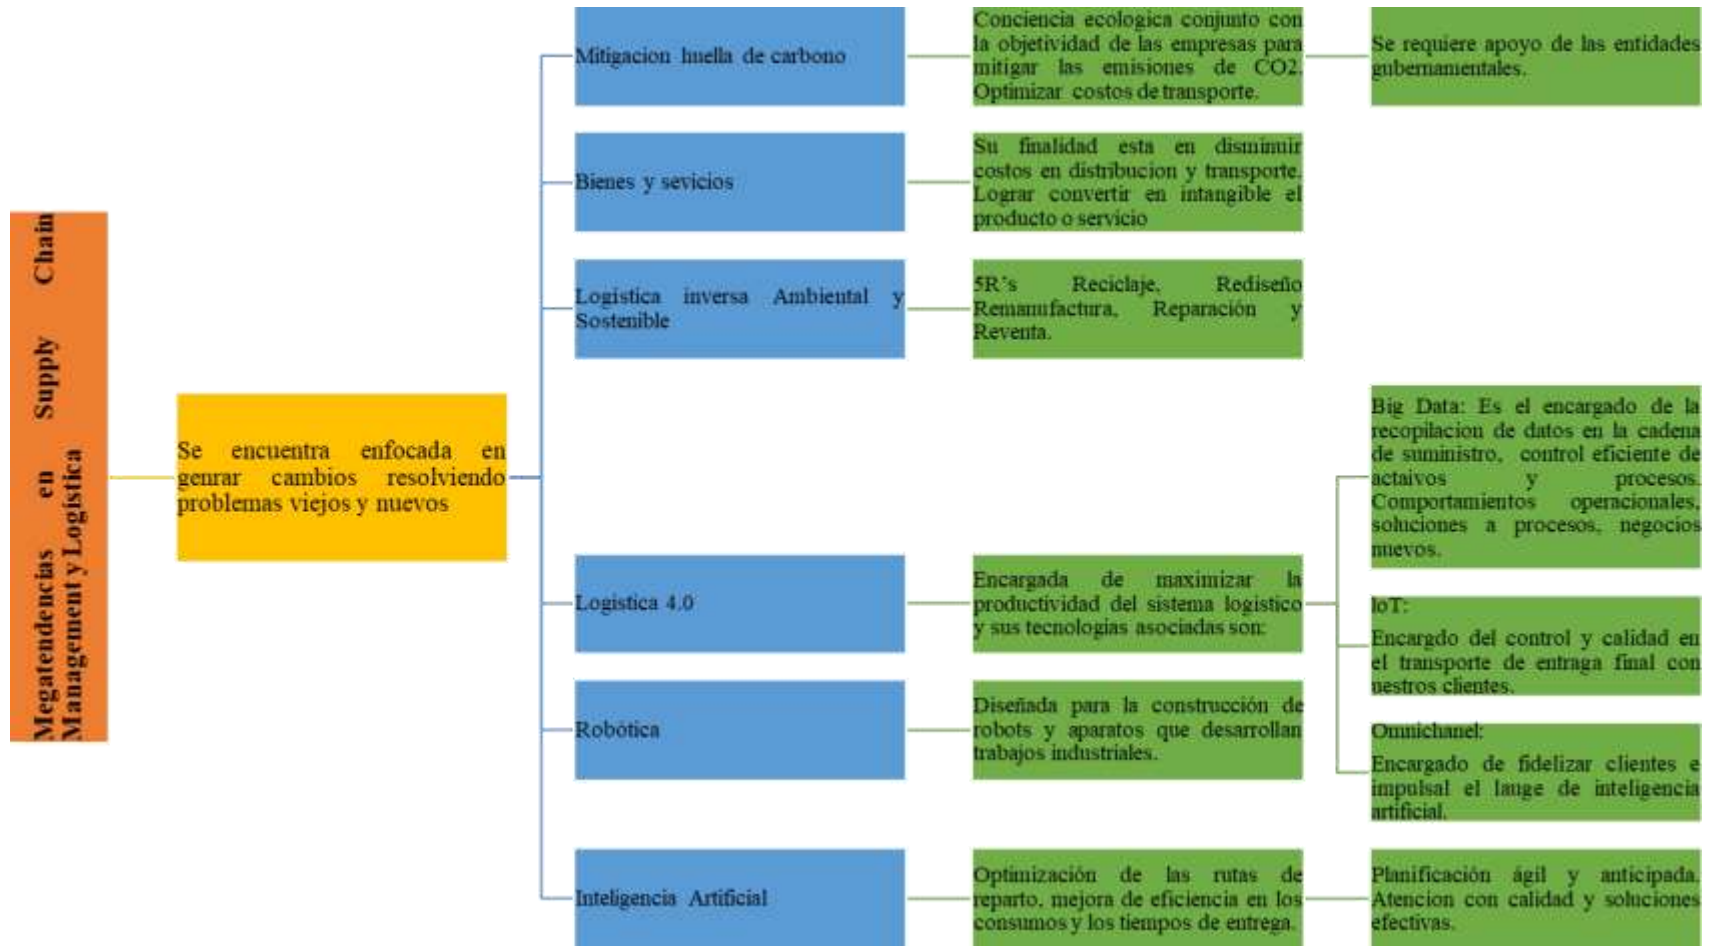 Megatendencias en Supply Chain
Management y Logística
Se encuentra enfocada en
genrar cambios resolviendo
problemas viejos y nuevos
Mitigacion huella de carbono
Conciencia ecologica conjunto con
la objetividad de las empresas para
mitigar las emisiones de CO2.
Optimizar costos de transporte.
Se requiere apoyo de las entidades
gubernamentales.
Bienes y sevicios
Su finalidad esta en disminuir
costos en distribucion y transporte.
Lograr convertir en intangible el
producto o servicio
Logística inversa Ambiental y
Sostenible
5R's Reciclaje, Rediseño
Remanufactura, Reparación y
Reventa.
Logistica 4.0
Encargada de maximizar la
productividad del sistema logistico
y sus tecnologias asociadas son:
Big Data: Es el encargado de la
recopilacion de datos en la cadena
de suministro, control eficiente de
actaivos y procesos.
Comportamientos operacionales,
soluciones a procesos, negocios
nuevos.
IoT:
Encargdo del control y calidad en
el transporte de entraga final con
uestros clientes.
Omnichanel:
Encargado de fidelizar clientes e
impulsal el lauge de inteligencia
artificial.
Robótica
Diseñada para la construcción de
robots y aparatos que desarrollan
trabajos industriales.
Inteligencia Artificial
Optimización de las rutas de
reparto, mejora de eficiencia en los
consumos y los tiempos de entrega.
Planificación ágil y anticipada.
Atencion con calidad y soluciones
efectivas.